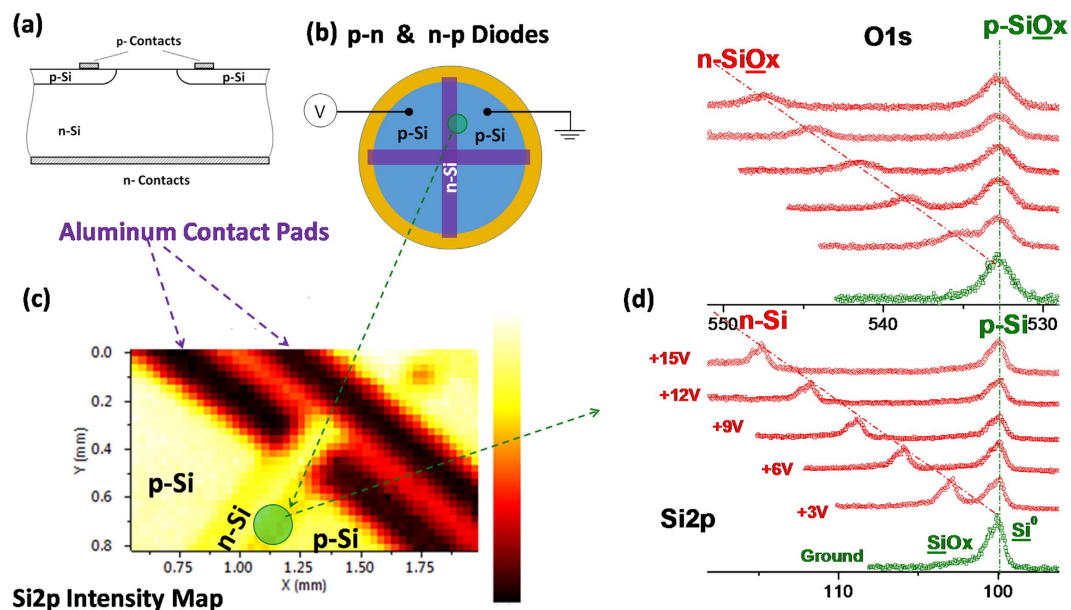 (a)
p- Contacts
p-Si
p-Si
n-Si
n- Contacts
(b) p-n & n-p Diodes
V
p-Si
p-Si
n-Si
Aluminum Contact Pads
(c)
0.0
0.2
0.4
0.6
0.8
Y (mm)
p-Si
n-Si
p-Si
0.75
1.00
1.25
1.50
1.75
X (mm)
Si2p Intensity Map
O1s
p-SiOx
n-SiOx
550
540
530
(d)
n-Si
p-Si
+15V
+12V
+9V
+6V
+3V
Si2p
Ground
SiOx
Si⁰
110
100